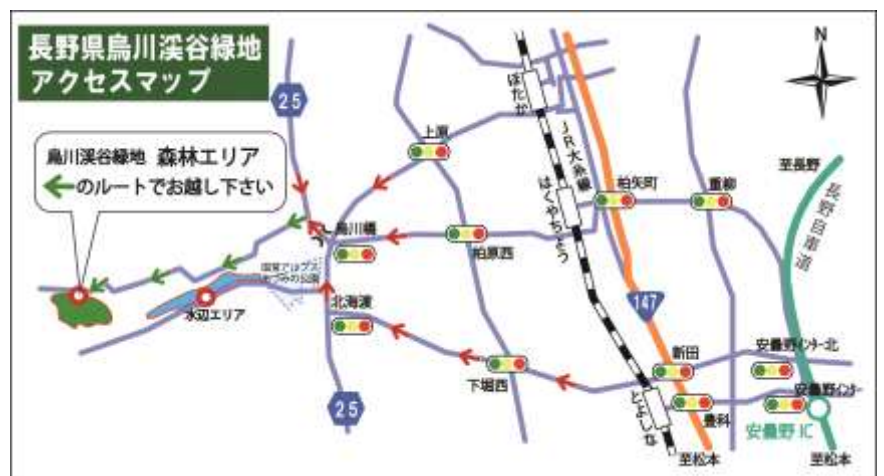 長野県烏川渓谷緑地
アクセスマップ
N
25
ほたか
上原
烏川渓谷緑地 森林エリア
のルートでお越し下さい
JR大糸線
至長野
長野自動車道
柏矢町
重柳
はくやちょう
烏川橋
柏原西
水辺エリア
北海渡
147
新田
安曇野インター北
下堀西
安曇野インター
25
とよしな
豊科
安曇野IC
至松本
至松本